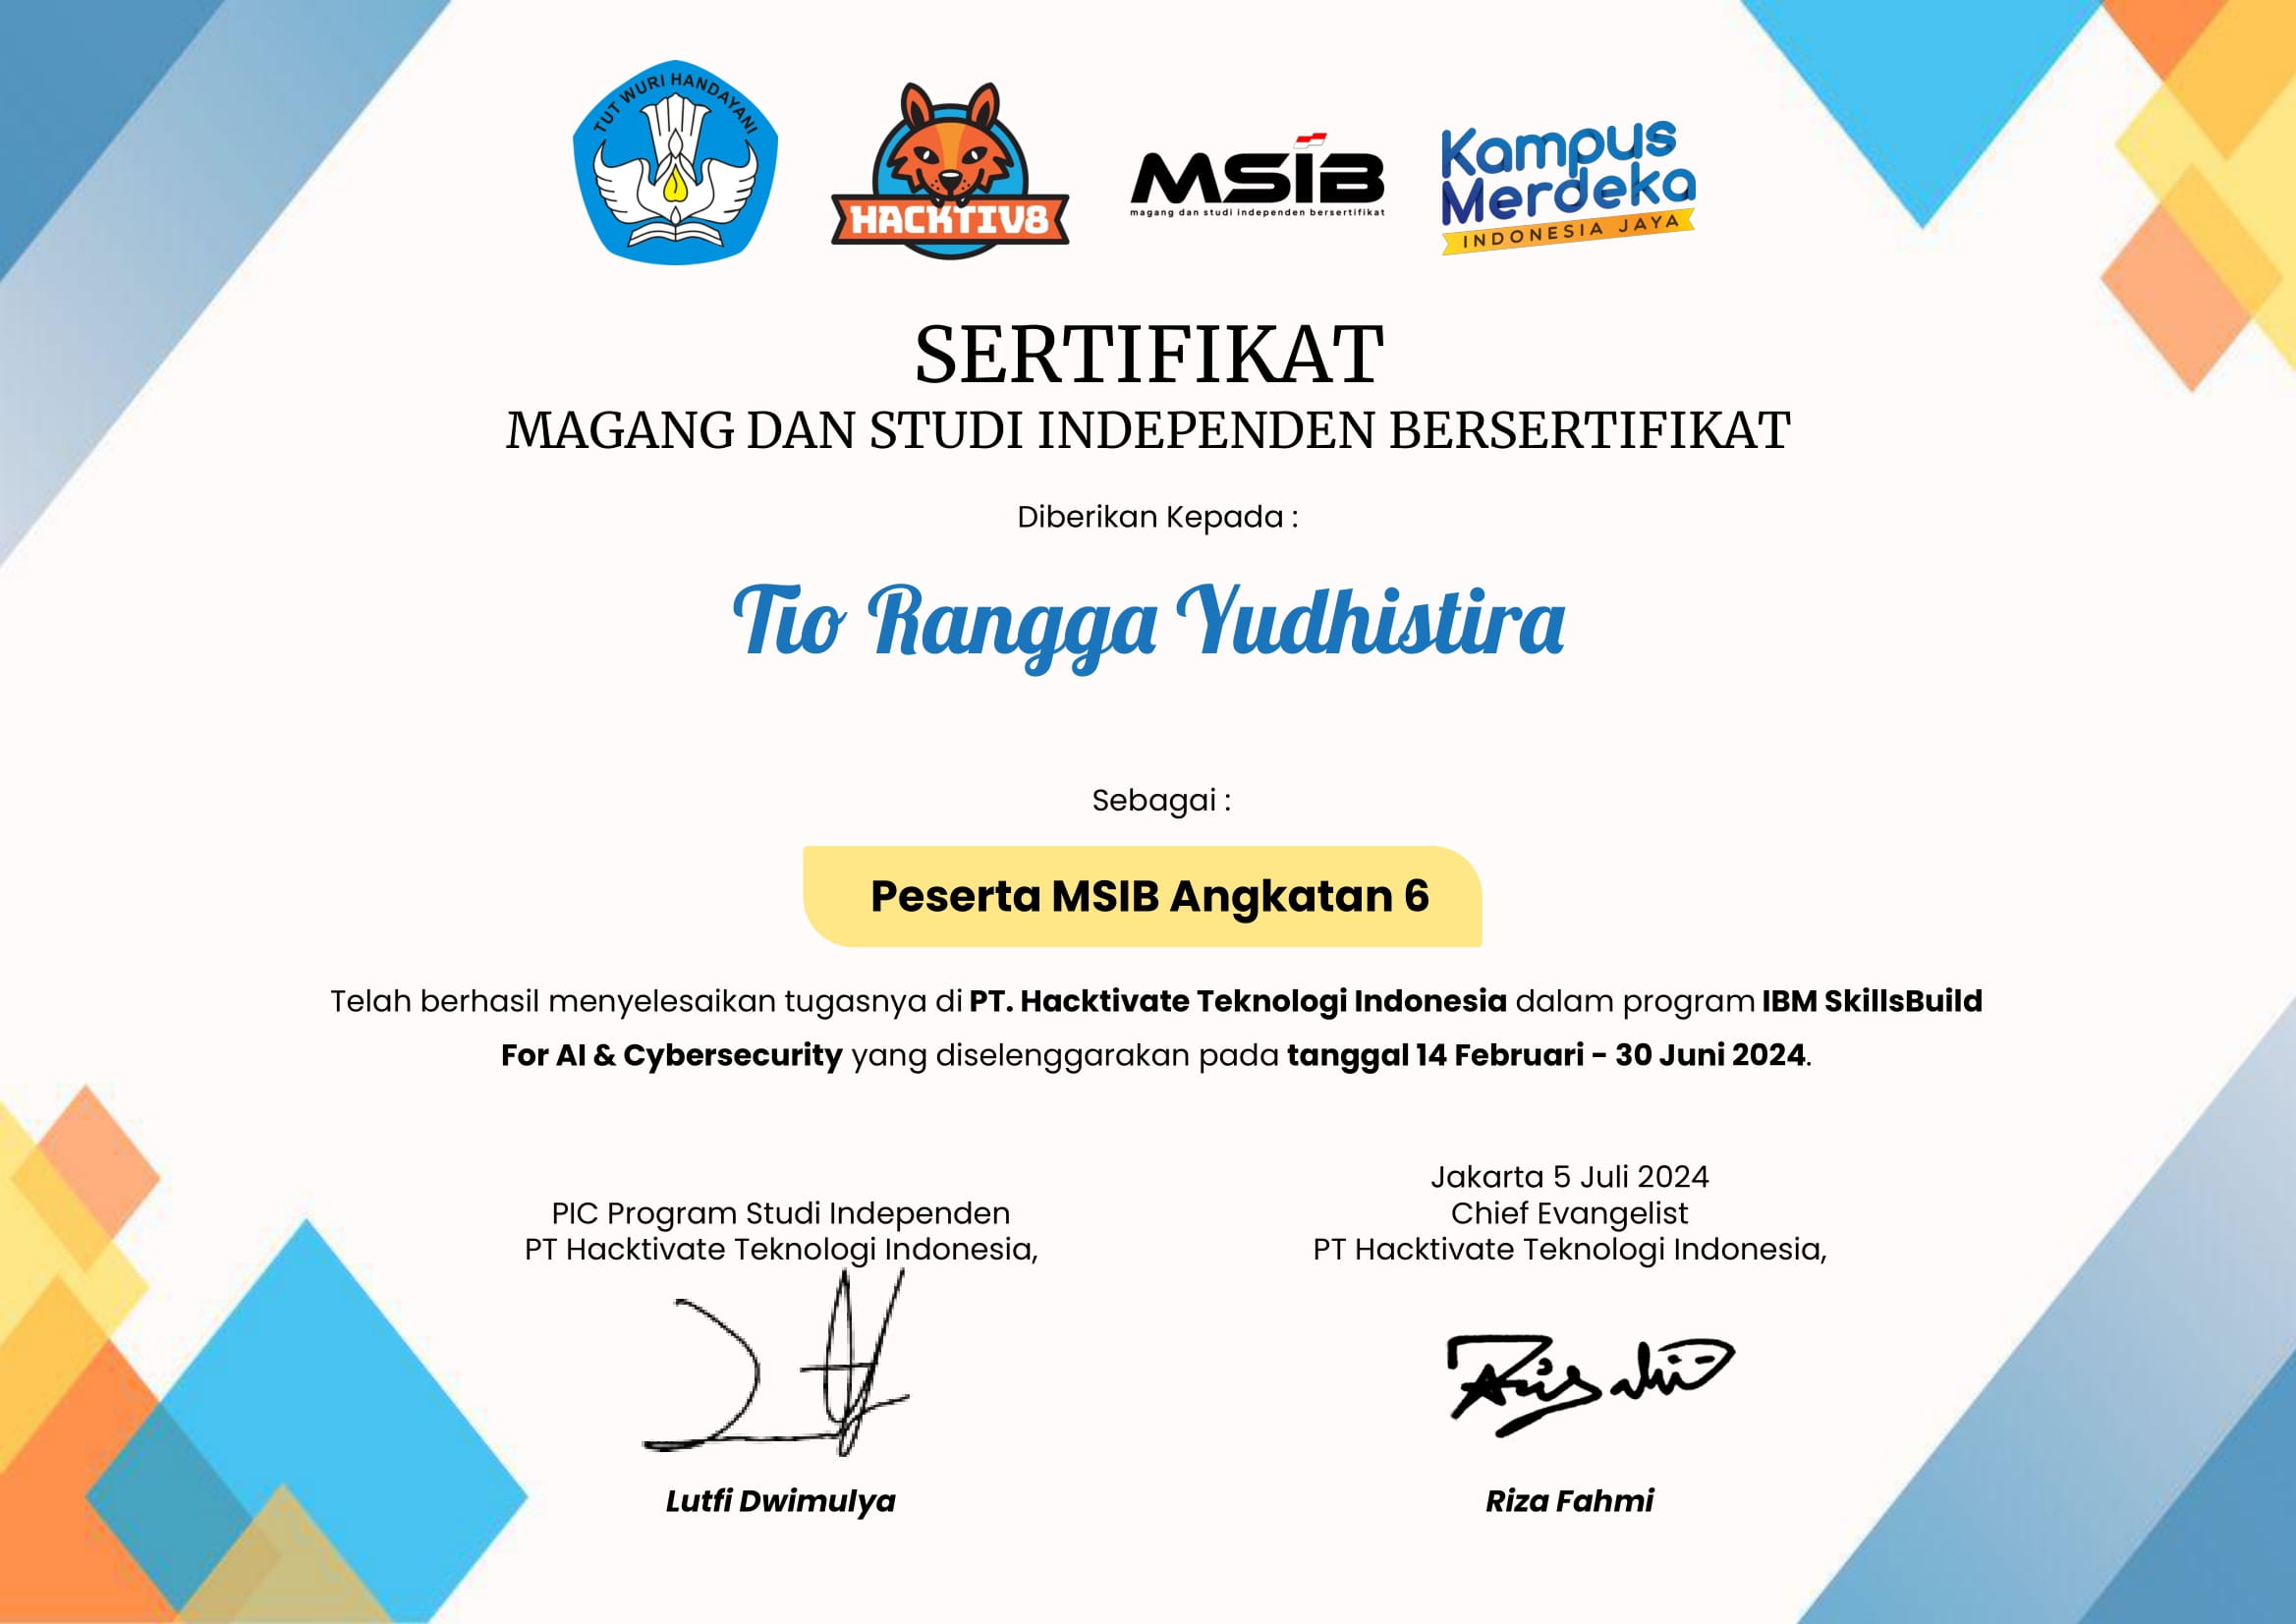 TUT WURI HANDAYANI
HACKTIV8
MSIB
magang dan studi independen bersertifikat
Kampus
Merdeka
INDONESIA JAYA
SERTIFIKAT
MAGANG DAN STUDI INDEPENDEN BERSERTIFIKAT
Diberikan Kepada :
Tio Rangga Yudhistira
Sebagai :
Peserta MSIB Angkatan 6
Telah berhasil menyelesaikan tugasnya di PT. Hacktivate Teknologi Indonesia dalam program IBM SkillsBuild
For AI & Cybersecurity yang diselenggarakan pada tanggal 14 Februari - 30 Juni 2024.
PIC Program Studi Independen
PT Hacktivate Teknologi Indonesia,
Lutfi Dwimulya
Jakarta 5 Juli 2024
Chief Evangelist
PT Hacktivate Teknologi Indonesia,
Riza Fahmi